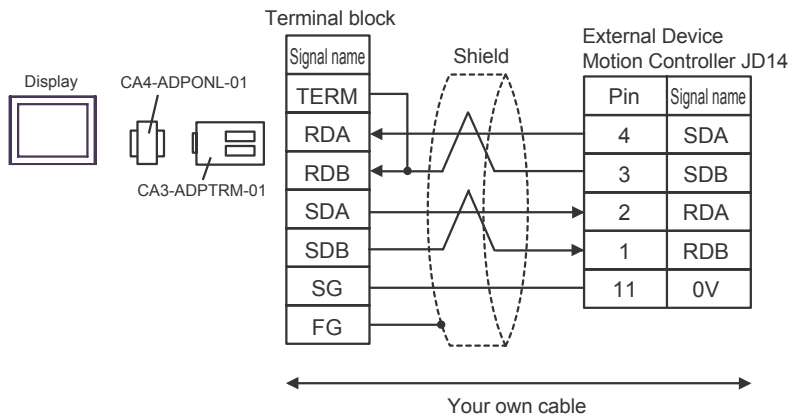 Terminal block
Display
CA4-ADPONL-01
CA3-ADPTRM-01
Signal name
TERM
RDA
RDB
SDA
SDB
SG
FG
Shield
External Device
Motion Controller JD14
Pin Signal name
4 SDA
3 SDB
2 RDA
1 RDB
11 0V
Your own cable